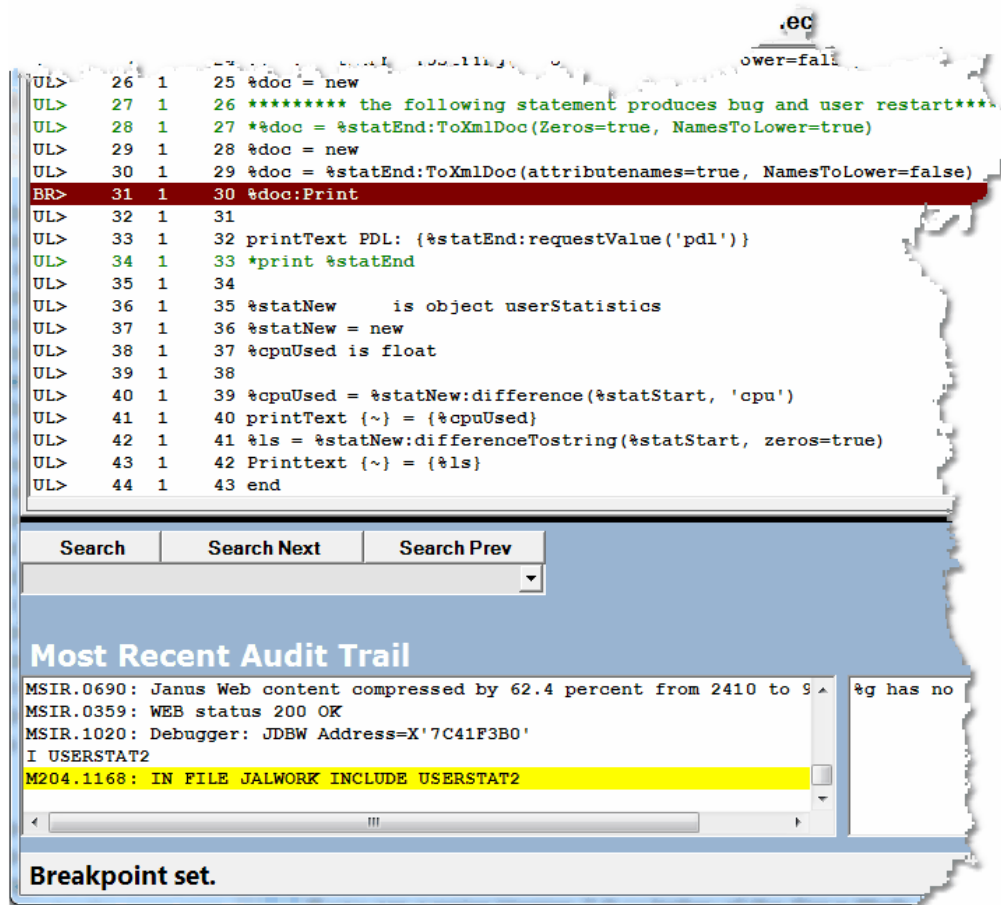 .ec
ower=fal
UL> 26 1 25 %doc = new
UL> 27 1 26 ********* the following statement produces bug and user restart****
UL> 28 1 27 *%doc = %statEnd:ToXmlDoc(Zeros=true, NamesToLower=true)
UL> 29 1 28 %doc = new
UL> 30 1 29 %doc = %statEnd:ToXmlDoc(attributenames=true, NamesToLower=false)
BR> 31 1 30 %doc:Print
UL> 32 1 31
UL> 33 1 32 printText PDL: {%statEnd:requestValue('pdl')}
UL> 34 1 33 *print %statEnd
UL> 35 1 34
UL> 36 1 35 %statNew is object userStatistics
UL> 37 1 36 %statNew = new
UL> 38 1 37 %cpuUsed is float
UL> 39 1 38
UL> 40 1 39 %cpuUsed = %statNew:difference(%statStart, 'cpu')
UL> 41 1 40 printText {~} = {%cpuUsed}
UL> 42 1 41 %ls = %statNew:differenceTostring(%statStart, zeros=true)
UL> 43 1 42 Printtext {~} = {%ls}
UL> 44 1 43 end
Search Search Next Search Prev
Most Recent Audit Trail
MSIR.0690: Janus Web content compressed by 62.4 percent from 2410 to 9
%g has no
MSIR.0359: WEB status 200 OK
MSIR.1020: Debugger: JDBW Address=X'7C41F3B0'
I USERSTAT2
M204.1168: IN FILE JALWORK INCLUDE USERSTAT2
Breakpoint set.